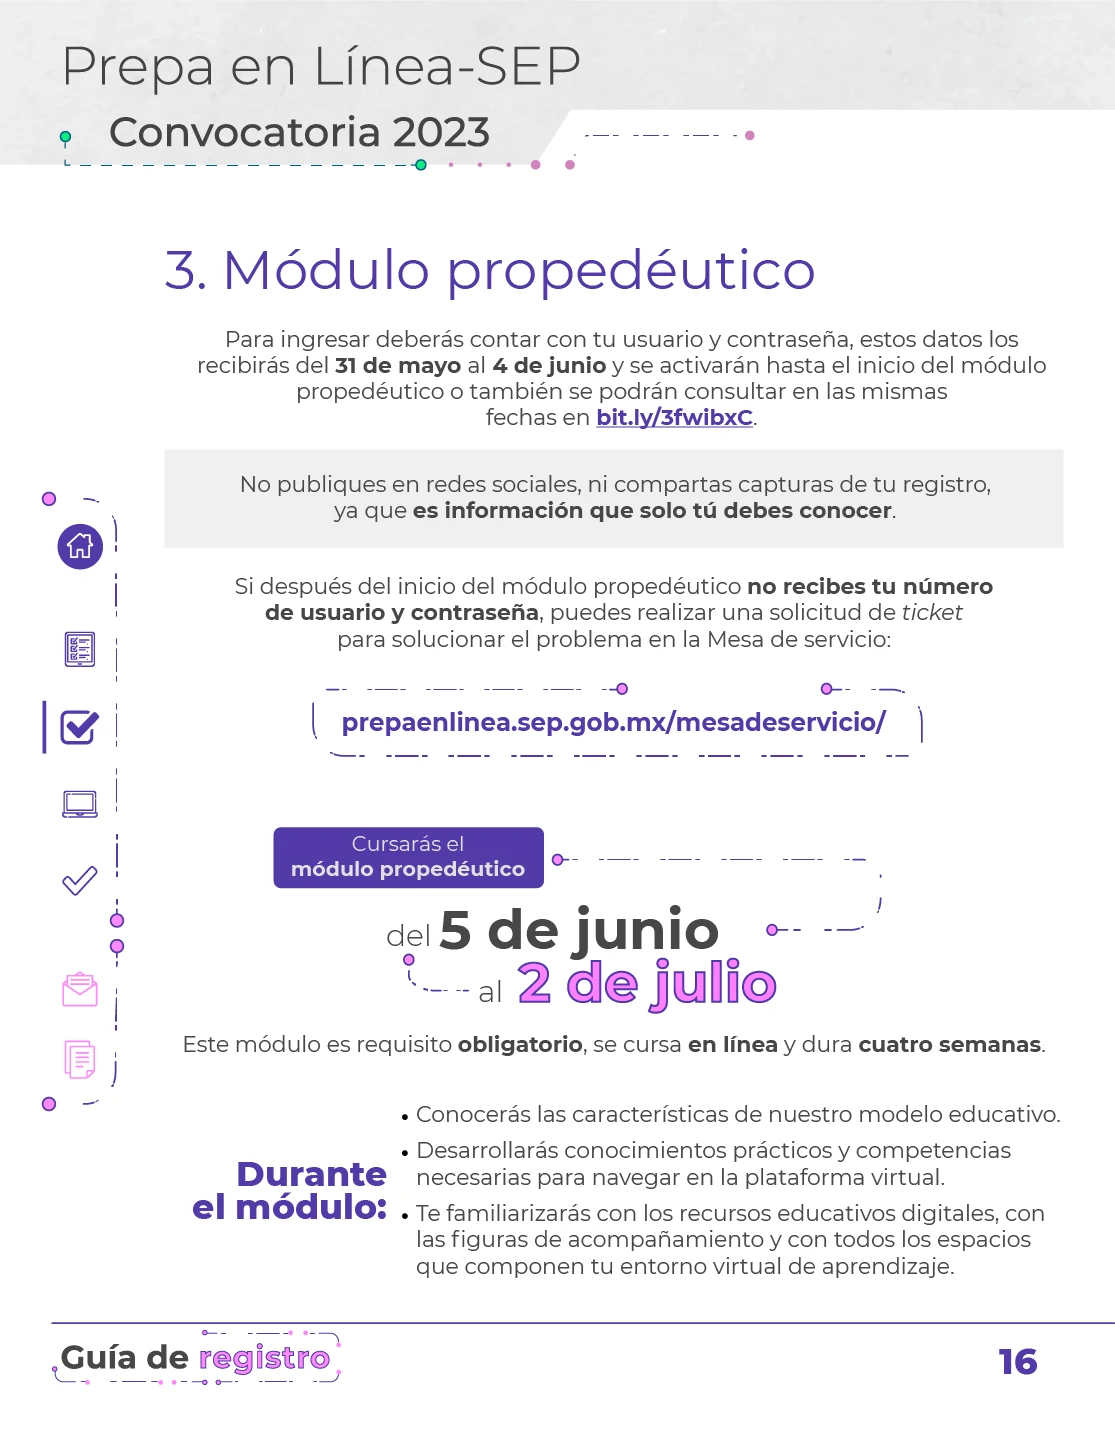 Prepa en Línea-SEP
Convocatoria 2023
3. Módulo propedéutico
Para ingresar deberás contar con tu usuario y contraseña, estos datos los
recibirás del 31 de mayo al 4 de junio y se activarán hasta el inicio del módulo
propedéutico o también se podrán consultar en las mismas
fechas en bit.ly/3fwibxC.
No publiques en redes sociales, ni compartas capturas de tu registro,
ya que es información que solo tú debes conocer.
Si después del inicio del módulo propedéutico no recibes tu número
de usuario y contraseña, puedes realizar una solicitud de ticket
para solucionar el problema en la Mesa de servicio:
prepaenlinea.sep.gob.mx/mesadeservicio/
Cursarás el
módulo propedéutico
del 5 de junio
al 2 de julio
Este módulo es requisito obligatorio, se cursa en línea y dura cuatro semanas.
Durante
el módulo:
• Conocerás las características de nuestro modelo educativo.
• Desarrollarás conocimientos prácticos y competencias
necesarias para navegar en la plataforma virtual.
• Te familiarizarás con los recursos educativos digitales, con
las figuras de acompañamiento y con todos los espacios
que componen tu entorno virtual de aprendizaje.
Guía de registro
16